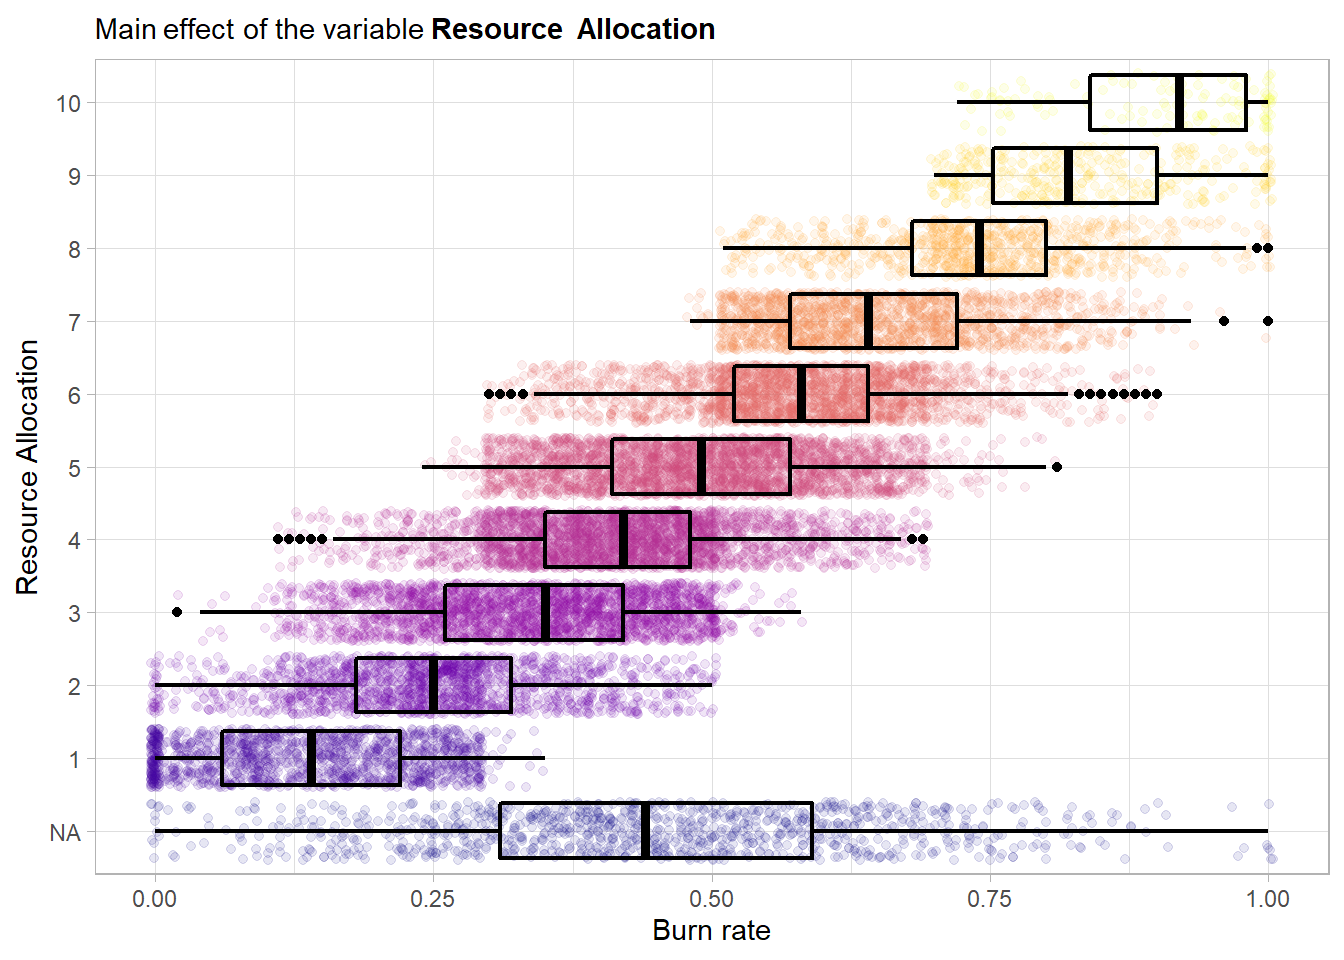 Main effect of the variable Resource Allocation
Resource Allocation
10
9
8
7
6
5
4
3
2
1
NA
0.00 0.25 0.50 0.75 1.00
Burn rate